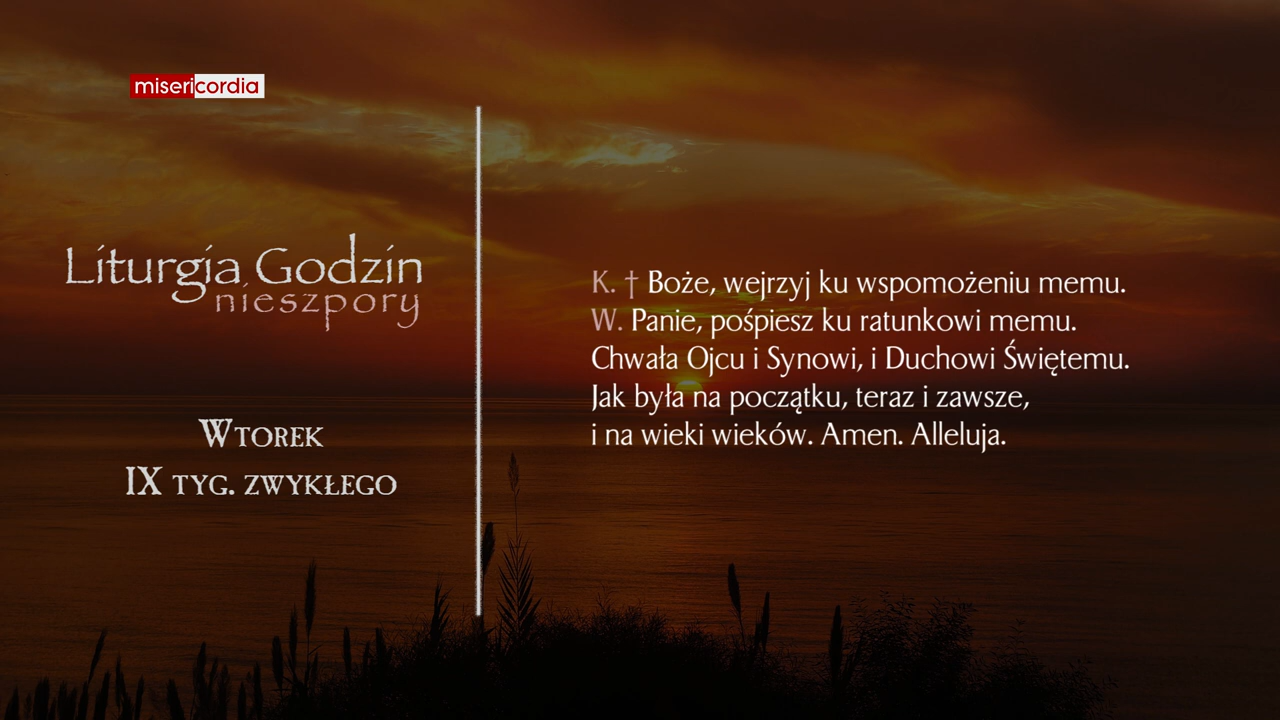 misericordia
Liturgia Godzin
nieszpory
Wtorek
IX tyg. zwykłego
K. † Boże, wejrzyj ku wspomożeniu memu.
W. Panie, pośpiesz ku ratunkowi memu.
Chwała Ojcu i Synowi, i Duchowi Świętemu.
Jak była na początku, teraz i zawsze,
i na wieki wieków. Amen. Alleluja.